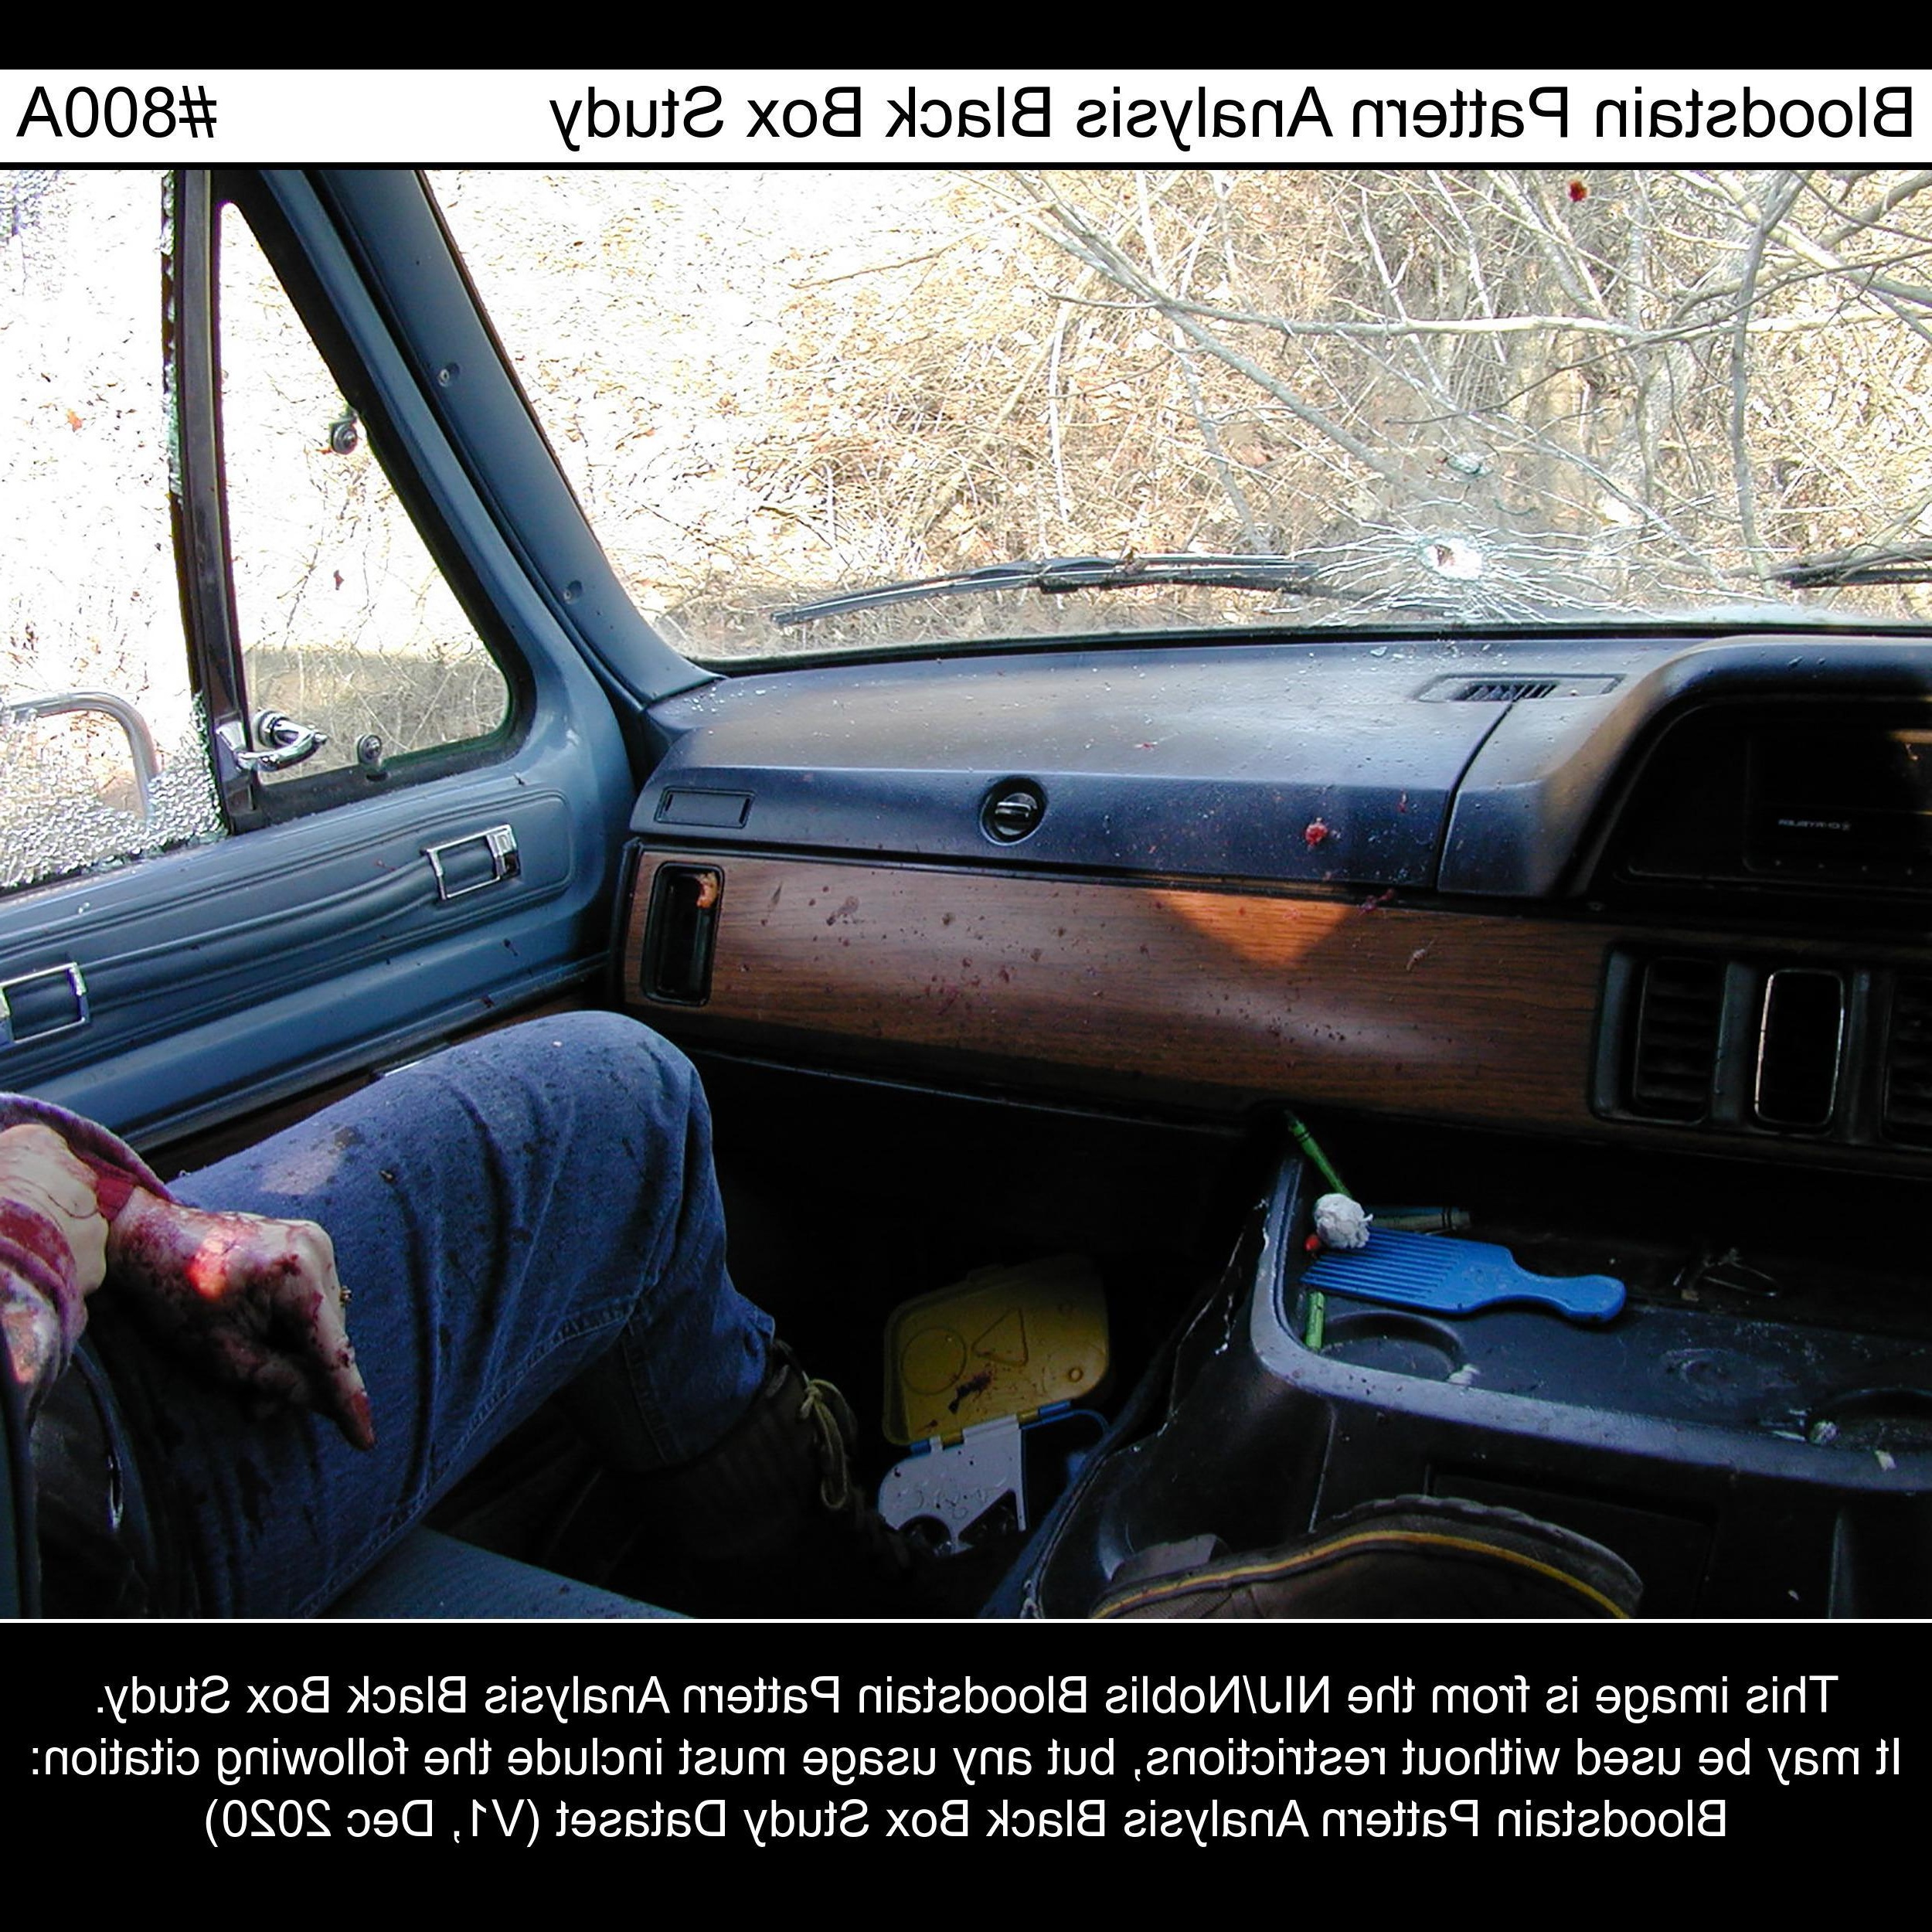 Bloodstain Pattern Analysis Black Box Study #800A
This image is from the NIJ/Noblis Bloodstain Pattern Analysis Black Box Study.
It may be used without restrictions, but any usage must include the following citation:
Bloodstain Pattern Analysis Black Box Study Dataset (V1, Dec 2020)